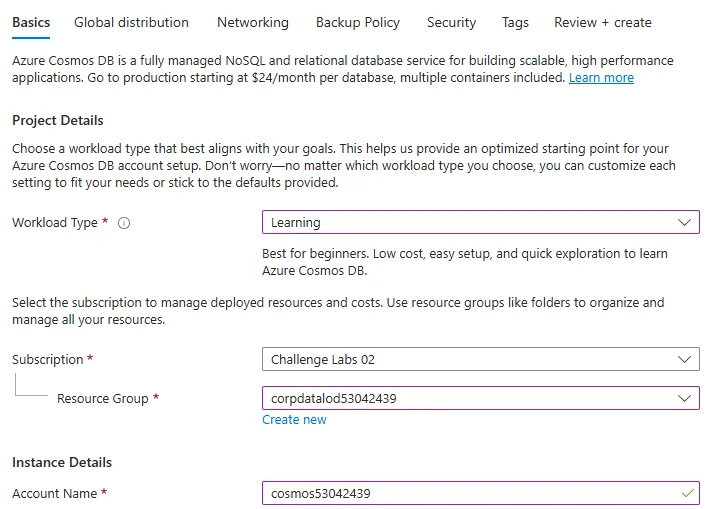 Basics Global distribution Networking Backup Policy Security Tags Review + create
Azure Cosmos DB is a fully managed NoSQL and relational database service for building scalable, high performance
applications. Go to production starting at $24/month per database, multiple containers included. Learn more
Project Details
Choose a workload type that best aligns with your goals. This helps us provide an optimized starting point for your
Azure Cosmos DB account setup. Don't worry—no matter which workload type you choose, you can customize each
setting to fit your needs or stick to the defaults provided.
Workload Type * Learning
Best for beginners. Low cost, easy setup, and quick exploration to learn
Azure Cosmos DB.
Select the subscription to manage deployed resources and costs. Use resource groups like folders to organize and
manage all your resources.
Subscription * Challenge Labs 02
Resource Group * corpdatalod53042439
Create new
Instance Details
Account Name * cosmos53042439